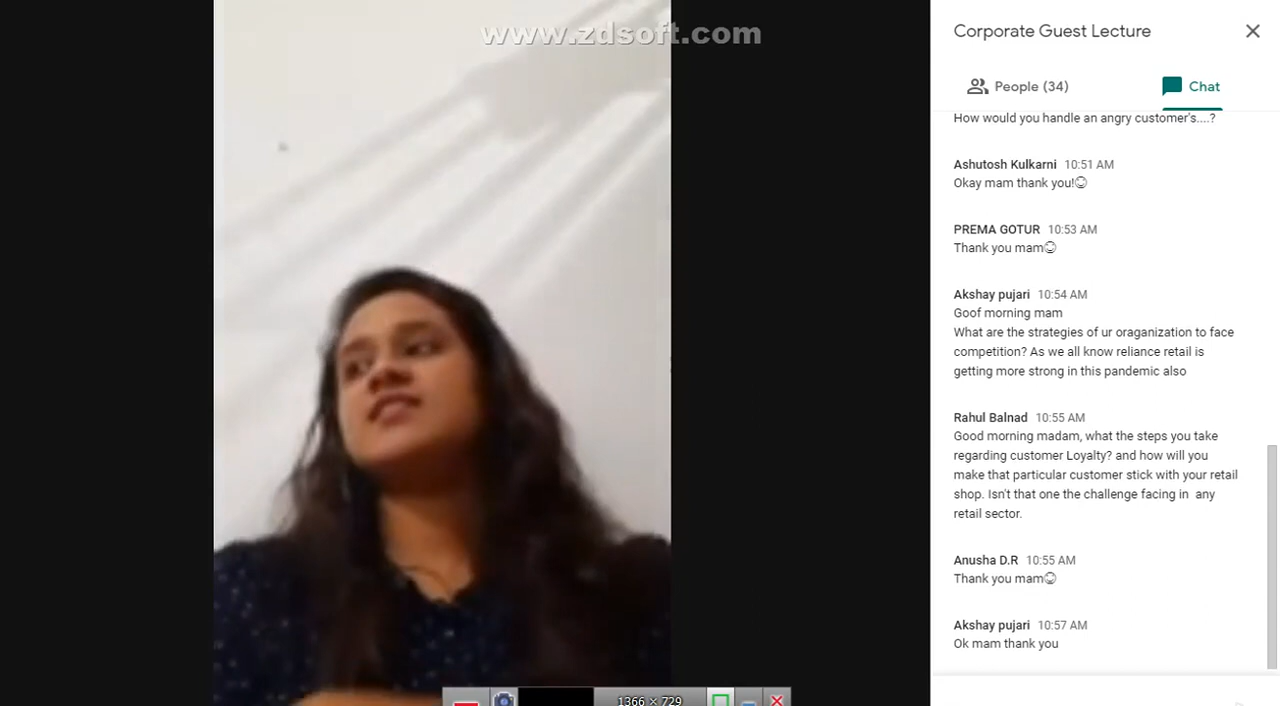 www.zdsoft.com
Corporate Guest Lecture
People (34)
Chat
How would you handle an angry customer's....?
Ashutosh Kulkarni 10:51 AM
Okay mam thank you!☺
PREMA GOTUR 10:53 AM
Thank you mam☺
Akshay pujari 10:54 AM
Goof morning mam
What are the strategies of ur oraganization to face
competition? As we all know reliance retail is
getting more strong in this pandemic also
Rahul Balnad 10:55 AM
Good morning madam, what the steps you take
regarding customer Loyalty? and how will you
make that particular customer stick with your retail
shop. Isn't that one the challenge facing in any
retail sector.
Anusha D.R 10:55 AM
Thank you mam☺
Akshay pujari 10:57 AM
Ok mam thank you
1366 × 729